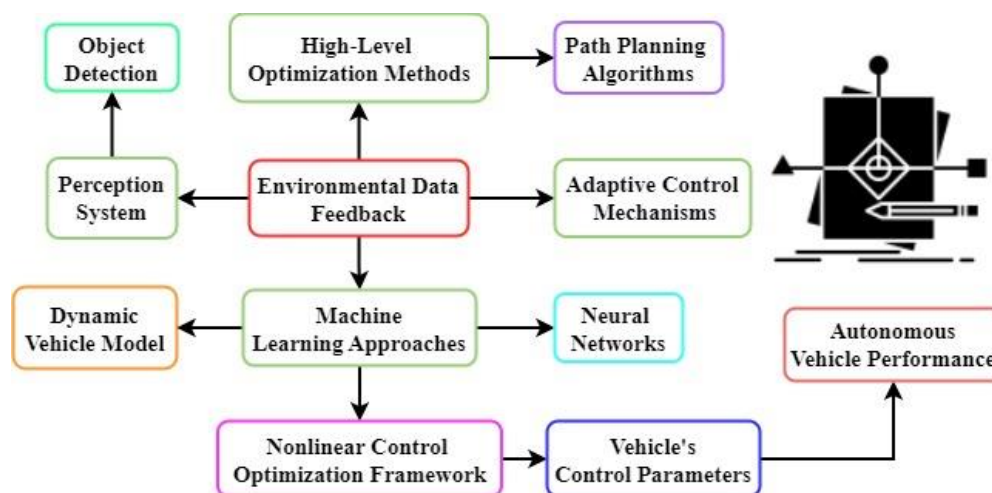 Object
Detection
High-Level
Optimization Methods
Path Planning
Algorithms
Perception
System
Environmental Data
Feedback
Adaptive Control
Mechanisms
Dynamic
Vehicle Model
Machine
Learning Approaches
Neural
Networks
Autonomous
Vehicle Performance
Nonlinear Control
Optimization Framework
Vehicle's
Control Parameters